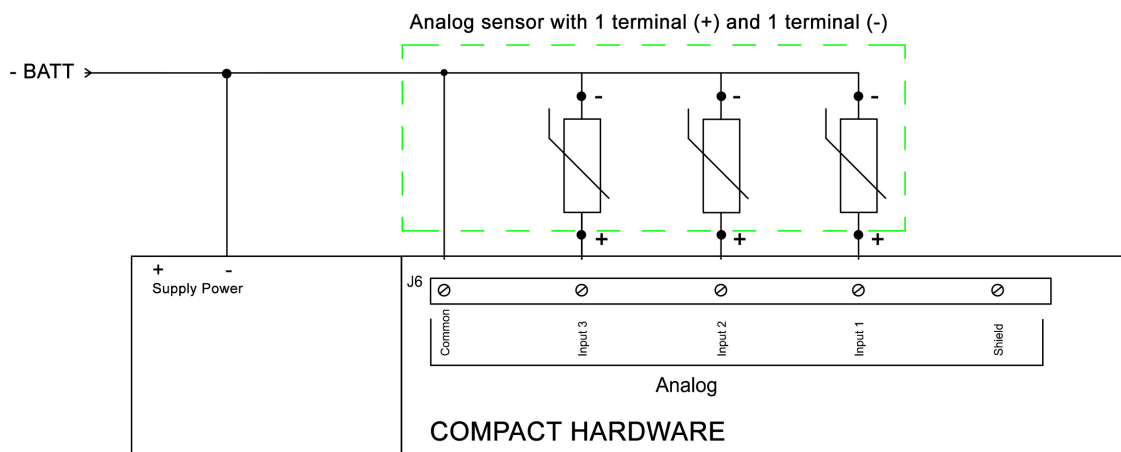 Analog sensor with 1 terminal (+) and 1 terminal (-)
- BATT
- - -
+ + +
+ -
Supply Power
J6
Common
Input 3
Input 2
Input 1
Shield
Analog
COMPACT HARDWARE